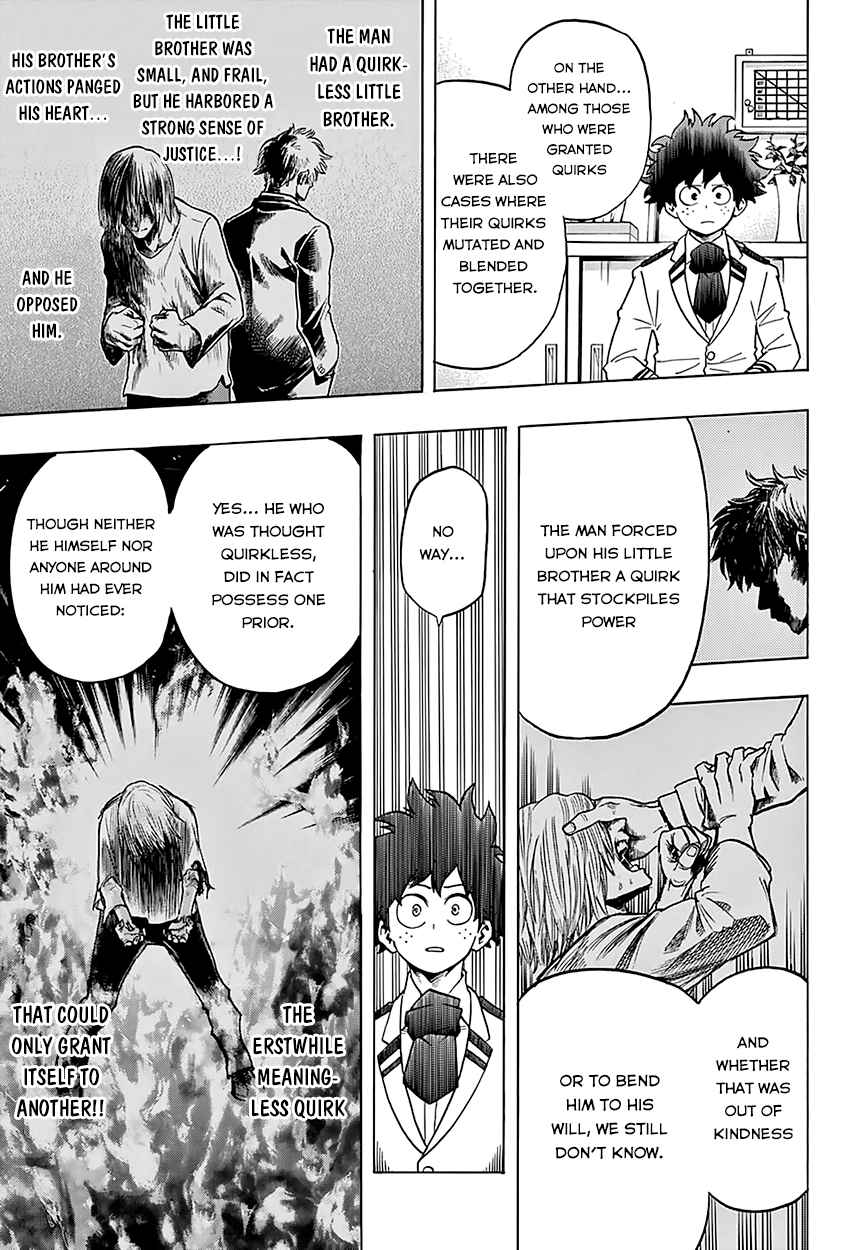 ON THE
OTHER HAND...
AMONG THOSE
WHO WERE
GRANTED
QUIRKS
THERE
WERE ALSO
CASES WHERE
THEIR QUIRKS
MUTATED AND
BLENDED
TOGETHER.
THE MAN
HAD A QUIRK-
LESS LITTLE
BROTHER.
THE LITTLE
BROTHER WAS
SMALL, AND FRAIL,
BUT HE HARBORED A
STRONG SENSE OF
JUSTICE...!
HIS BROTHER'S
ACTIONS PANGED
HIS HEART...
AND HE
OPPOSED
HIM.
THE MAN FORCED
UPON HIS LITTLE
BROTHER A QUIRK
THAT STOCKPILES
POWER
AND
WHETHER
THAT WAS
OUT OF
KINDNESS
OR TO BEND
HIM TO HIS
WILL, WE STILL
DON'T KNOW.
NO
WAY...
YES... HE WHO
WAS THOUGHT
QUIRKLESS,
DID IN FACT
POSSESS ONE
PRIOR.
THOUGH NEITHER
HE HIMSELF NOR
ANYONE AROUND
HIM HAD EVER
NOTICED:
THE
ERSTWHILE
MEANING-
LESS QUIRK
THAT COULD
ONLY GRANT
ITSELF TO
ANOTHER!!